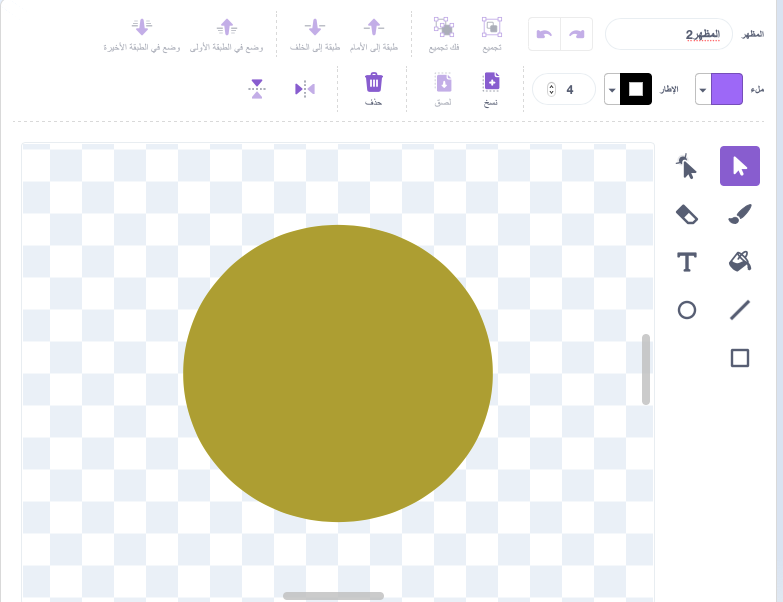 المظهر
المظهر2
تجميع
فك تجميع
طبقة إلى الأمام
طبقة إلى الخلف
وضع في الطبقة الأولى
وضع في الطبقة الأخيرة
ملء
الإطار
4
نسخ
لصق
حذف
T